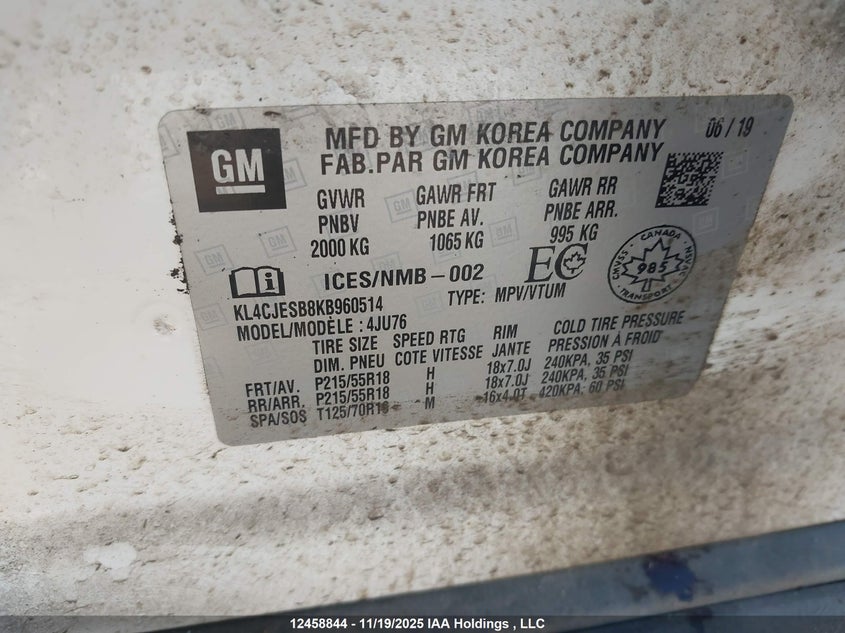 GM
MFD BY GM KOREA COMPANY 06/19
FAB.PAR GM KOREA COMPANY
GVWR GAWR FRT GAWR RR
PNBV PNBE AV. PNBE ARR.
2000 KG 1065 KG 995 KG
ICES/NMB-002 EC
CANADA
985
TRANSPORT
KL4CJESB8KB960514 TYPE: MPV/VTUM
MODEL/MODÈLE : 4JU76
TIRE SIZE SPEED RTG RIM COLD TIRE PRESSURE
DIM. PNEU COTE VITESSE JANTE PRESSION À FROID
FRT/AV. P215/55R18 H 18x7.0J 240KPA, 35 PSI
RR/ARR. P215/55R18 H 18x7.0J 240KPA, 35 PSI
SPA/SOS T125/70R16 M 16x4.0T 420KPA, 60 PSI
12458844 - 11/19/2025 IAA Holdings , LLC